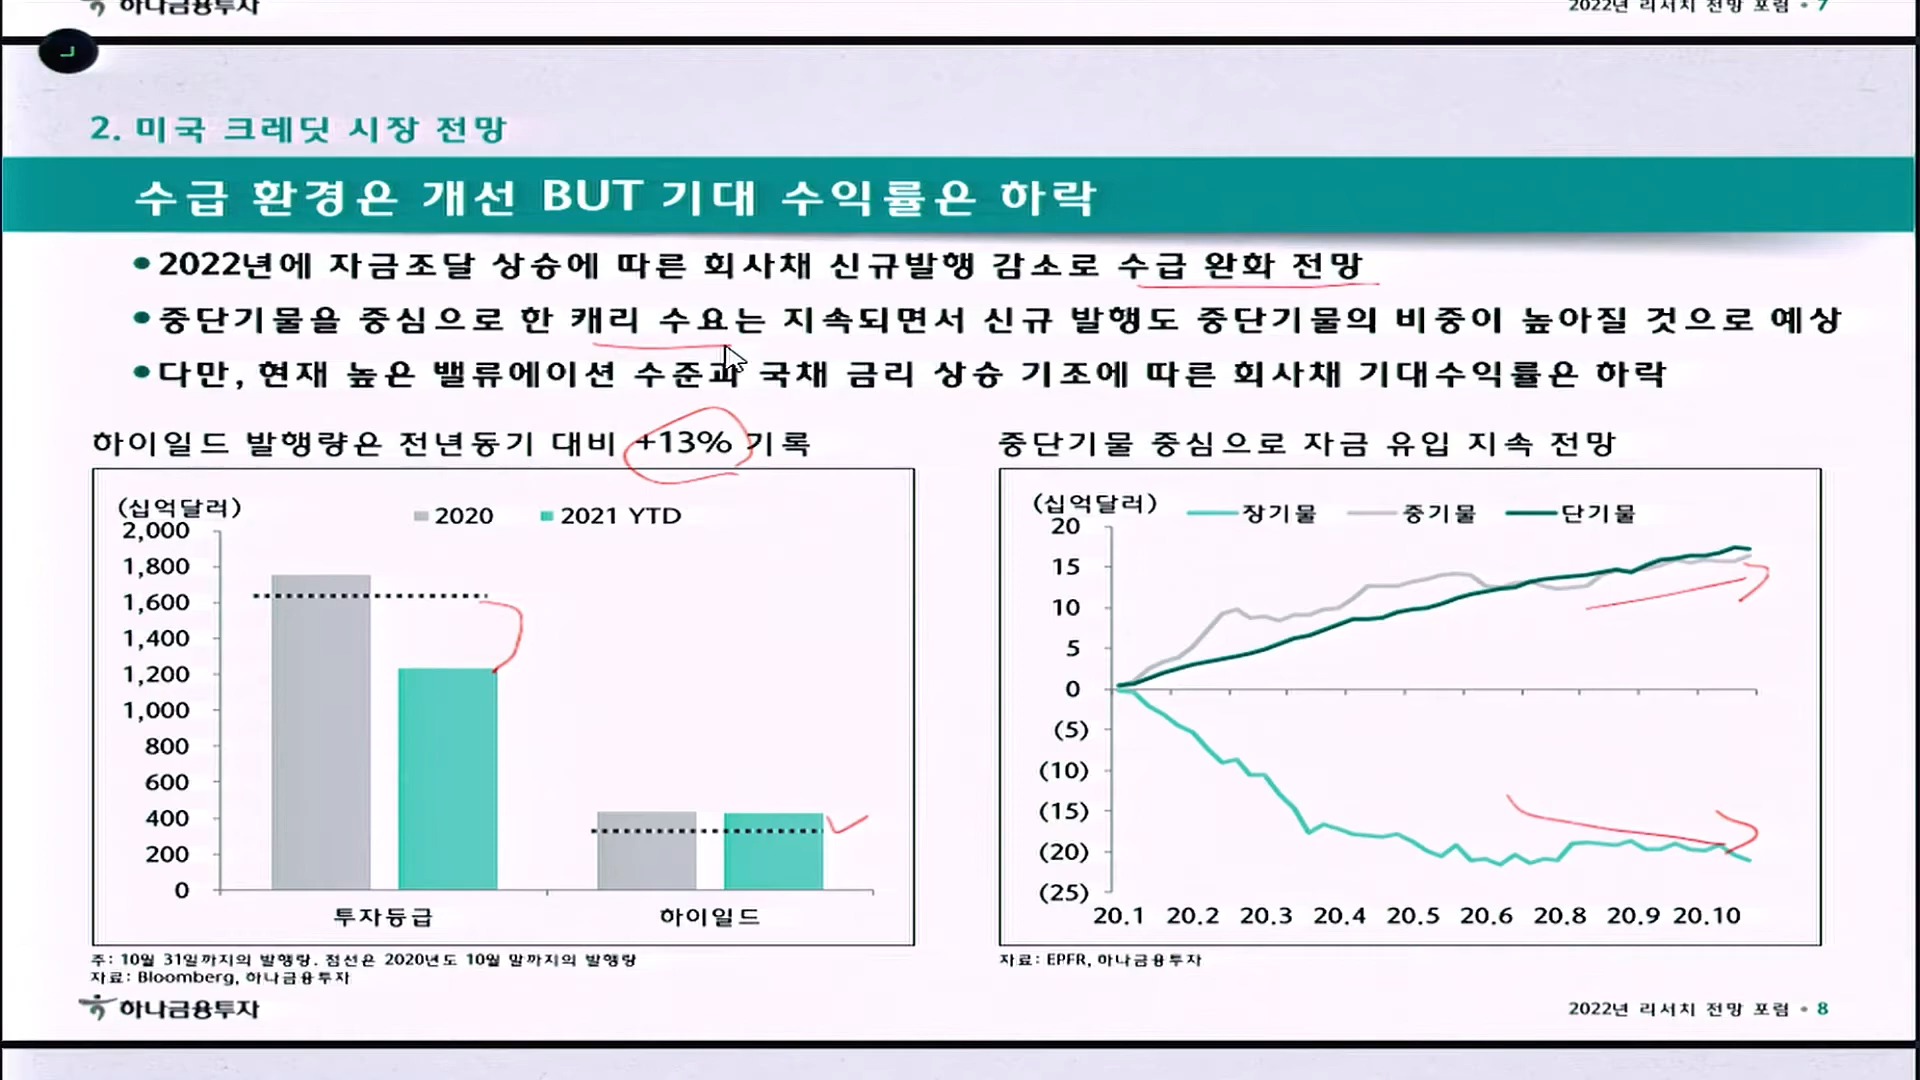 하나금융투자
2022년 리서치 전망 포럼 • 7
2. 미국 크레딧 시장 전망
수급 환경은 개선 BUT 기대 수익률은 하락
•2022년에 자금조달 상승에 따른 회사채 신규발행 감소로 수급 완화 전망
•중단기물을 중심으로 한 캐리 수요는 지속되면서 신규 발행도 중단기물의 비중이 높아질 것으로 예상
•다만, 현재 높은 밸류에이션 수준과 국채 금리 상승 기조에 따른 회사채 기대수익률은 하락
하이일드 발행량은 전년동기 대비 +13% 기록
(십억달러)
2020
2021 YTD
2,000
1,800
1,600
1,400
1,200
1,000
800
600
400
200
0
투자등급
하이일드
주: 10월 31일까지의 발행량. 점선은 2020년도 10월 말까지의 발행량
자료: Bloomberg, 하나금융투자
중단기물 중심으로 자금 유입 지속 전망
(십억달러)
장기물
중기물
단기물
20
15
10
5
0
(5)
(10)
(15)
(20)
(25)
20.1 20.2 20.3 20.4 20.5 20.6 20.8 20.9 20.10
자료: EPFR, 하나금융투자
하나금융투자
2022년 리서치 전망 포럼 • 8